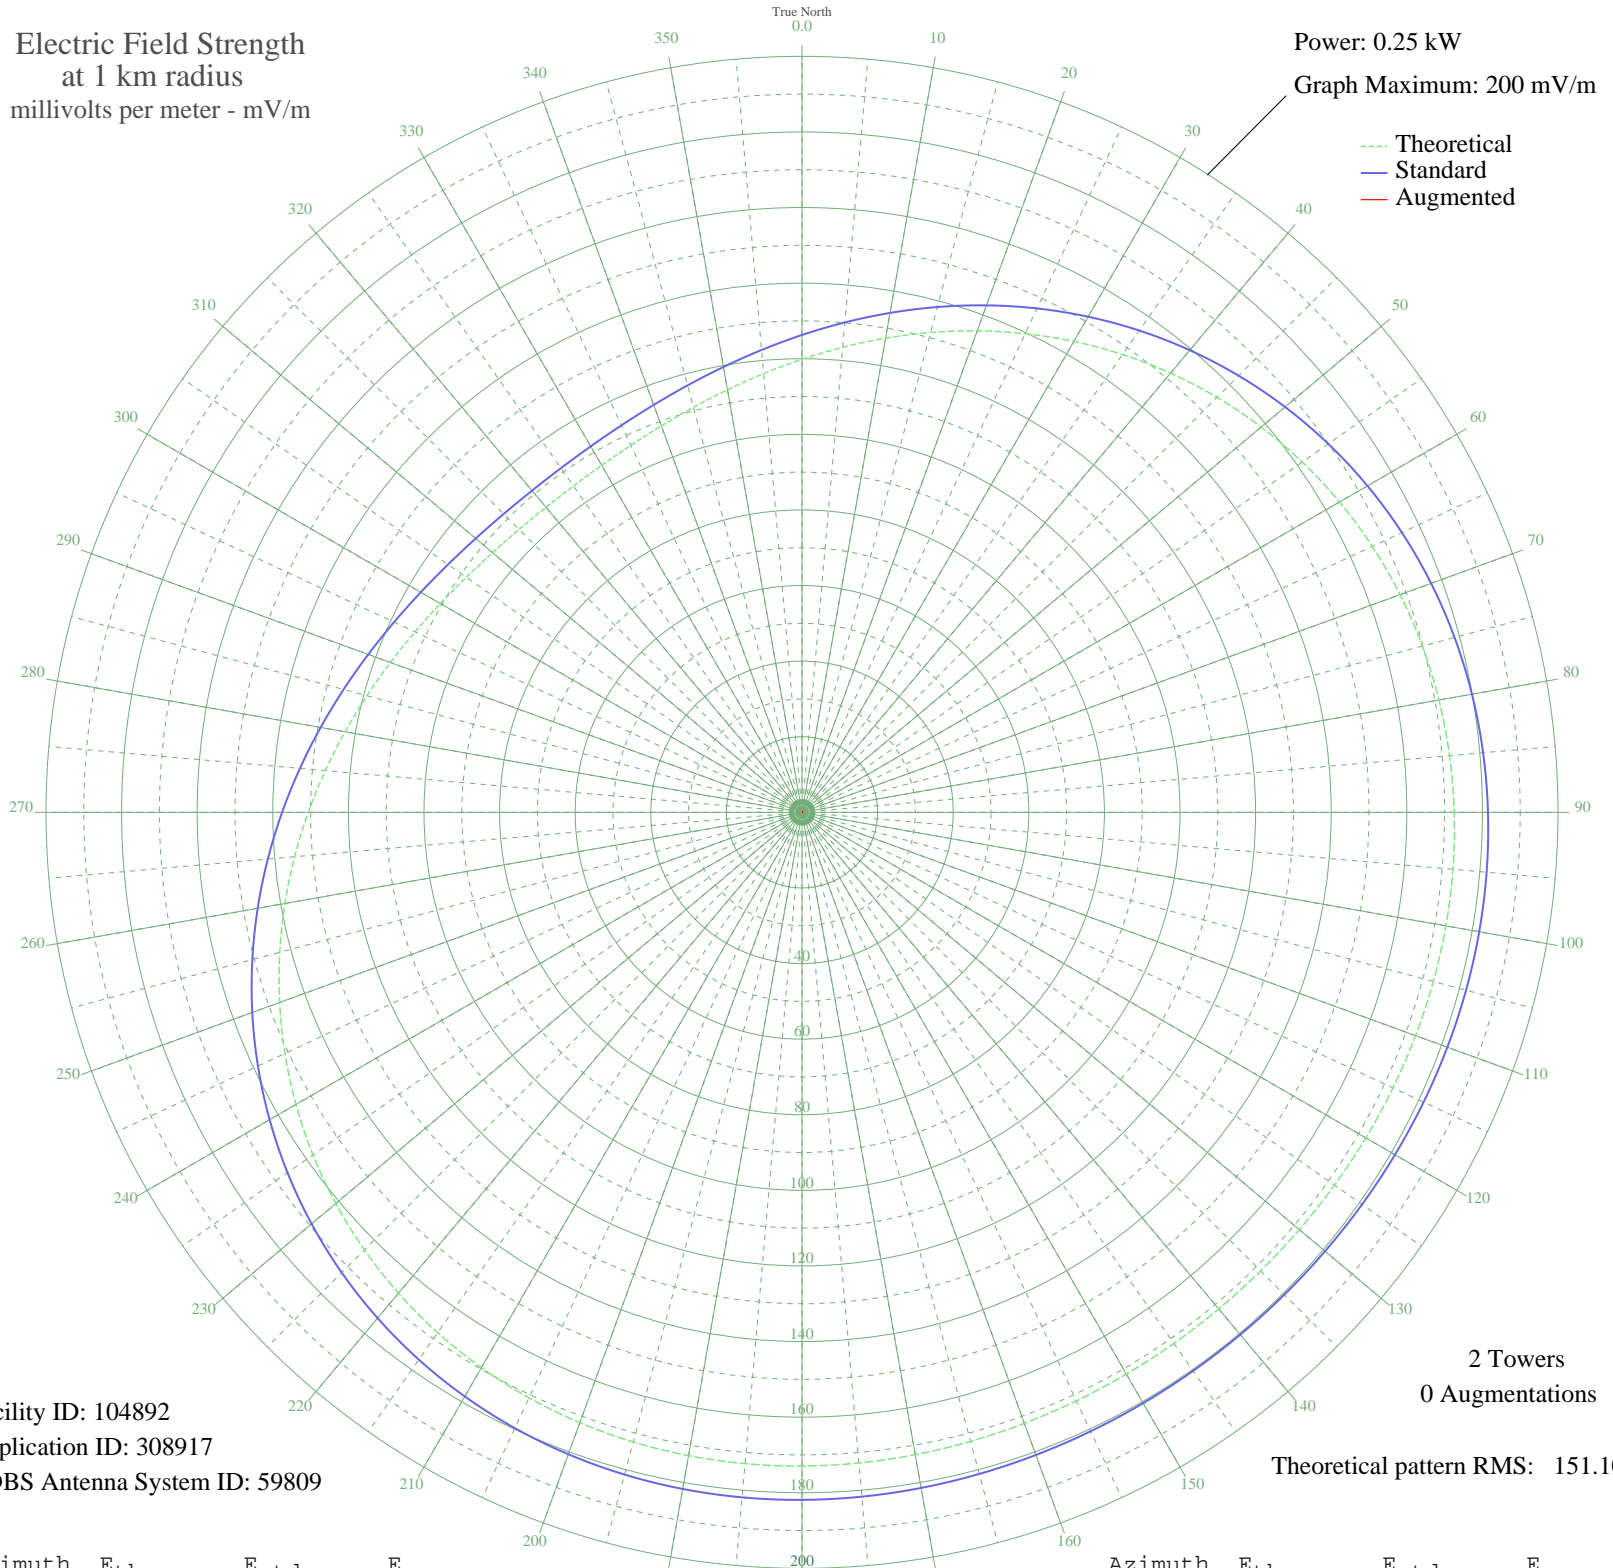 True North
0.0
Electric Field Strength
at 1 km radius
millivolts per meter - mV/m
Power: 0.25 kW
Graph Maximum: 200 mV/m
Theoretical
Standard
Augmented
10
20
30
40
50
60
70
80
90
100
110
120
130
140
150
160
200
210
220
230
240
250
260
270
280
290
300
310
320
330
340
350
40
60
80
100
120
140
160
180
200
2 Towers
0 Augmentations
Theoretical pattern RMS: 151.1
cility ID: 104892
plication ID: 308917
DBS Antenna System ID: 59809
imuth E E E
Azimuth E E E